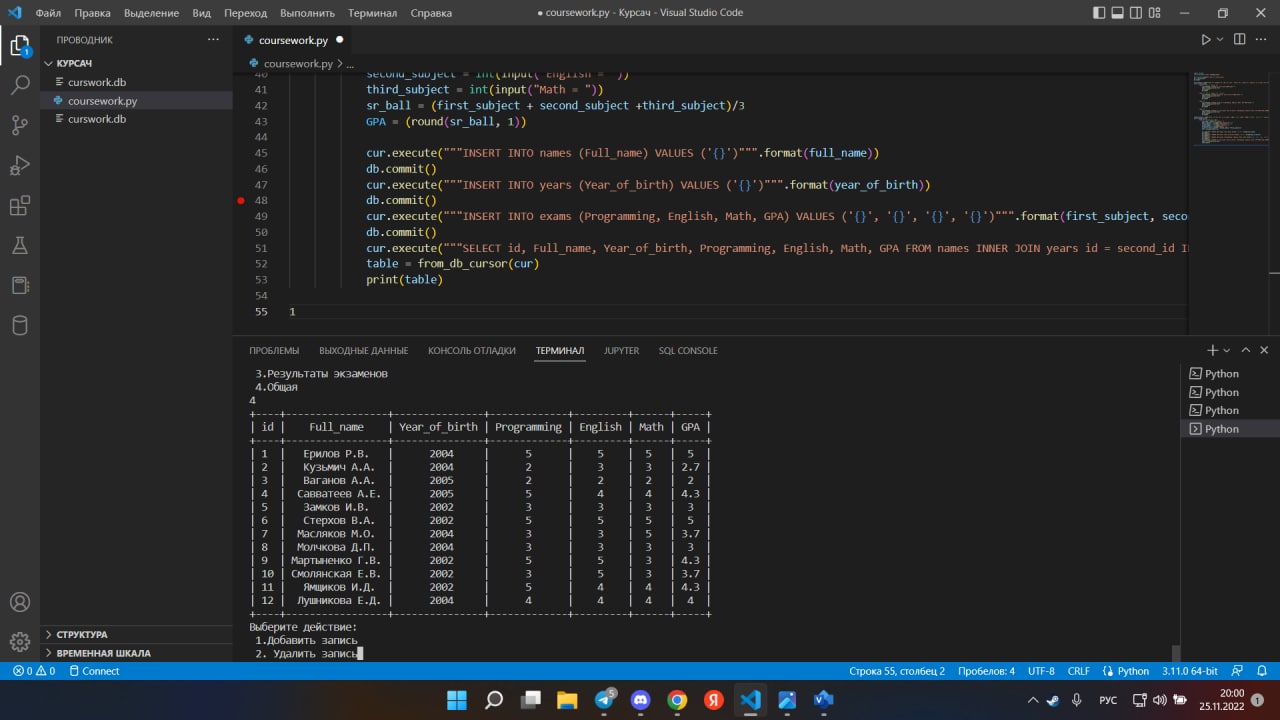 Файл Правка Выделение Вид Переход Выполнить Терминал Справка
● coursework.py - Курсач - Visual Studio Code
ПРОВОДНИК ···
coursework.py ●
КУРСАЧ
coursework.py > ...
curswork.db
coursework.py
curswork.db
40 second_subject = int(input("English = "))
41 third_subject = int(input("Math = "))
42 sr_ball = (first_subject + second_subject +third_subject)/3
43 GPA = (round(sr_ball, 1))
44
45 cur.execute("""INSERT INTO names (Full_name) VALUES ('{}')""".format(full_name))
46 db.commit()
47 cur.execute("""INSERT INTO years (Year_of_birth) VALUES ('{}')""".format(year_of_birth))
48 db.commit()
49 cur.execute("""INSERT INTO exams (Programming, English, Math, GPA) VALUES ('{}', '{}', '{}', '{}')""".format(first_subject, seco
50 db.commit()
51 cur.execute("""SELECT id, Full_name, Year_of_birth, Programming, English, Math, GPA FROM names INNER JOIN years id = second_id I
52 table = from_db_cursor(cur)
53 print(table)
54
55 1
ПРОБЛЕМЫ ВЫХОДНЫЕ ДАННЫЕ КОНСОЛЬ ОТЛАДКИ ТЕРМИНАЛ JUPYTER SQL CONSOLE
3.Результаты экзаменов
4.Общая
4
+----+----------------+---------------+-------------+---------+------+-----+
| id | Full_name | Year_of_birth | Programming | English | Math | GPA |
+----+----------------+---------------+-------------+---------+------+-----+
| 1 | Ерилов Р.В. | 2004 | 5 | 5 | 5 | 5 |
| 2 | Кузьмич А.А. | 2004 | 2 | 3 | 3 | 2.7 |
| 3 | Ваганов А.А. | 2005 | 2 | 2 | 2 | 2 |
| 4 | Савватеев А.Е. | 2005 | 5 | 4 | 4 | 4.3 |
| 5 | Замков И.В. | 2002 | 3 | 3 | 3 | 3 |
| 6 | Стерхов В.А. | 2002 | 5 | 5 | 5 | 5 |
| 7 | Масляков М.О. | 2004 | 3 | 3 | 5 | 3.7 |
| 8 | Молчкова Д.П. | 2004 | 3 | 3 | 3 | 3 |
| 9 | Мартыненко Г.В. | 2002 | 5 | 5 | 3 | 4.3 |
| 10 | Смолянская Е.В. | 2002 | 3 | 5 | 3 | 3.7 |
| 11 | Ямщиков И.Д. | 2002 | 5 | 4 | 4 | 4.3 |
| 12 | Лушникова Е.Д. | 2004 | 4 | 4 | 4 | 4 |
+----+----------------+---------------+-------------+---------+------+-----+
Выберите действие:
1.Добавить запись
2. Удалить запись
Python
Python
Python
Python
СТРУКТУРА
ВРЕМЕННАЯ ШКАЛА
0 0 Connect
Строка 55, столбец 2 Пробелов: 4 UTF-8 CRLF Python 3.11.0 64-bit
РУС
20:00
25.11.2022